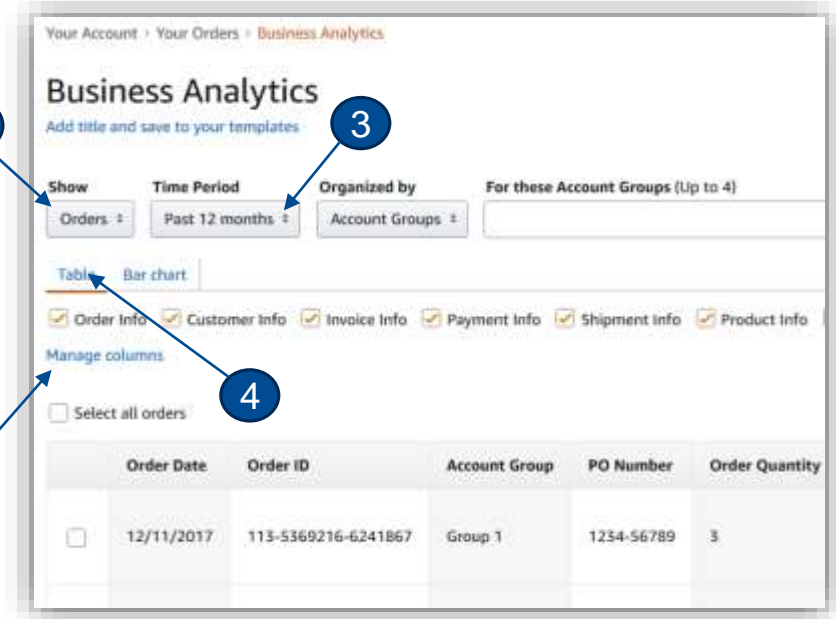 Your Account › Your Orders › Business Analytics
Business Analytics
Add title and save to your templates
3
Show Time Period Organized by For these Account Groups (Up to 4)
Orders Past 12 months Account Groups
Table Bar chart
Order Info Customer Info Invoice Info Payment Info Shipment Info Product Info
Manage columns
4
Select all orders
Order Date Order ID Account Group PO Number Order Quantity
12/11/2017 113-5369216-6241867 Group 1 1234-56789 3